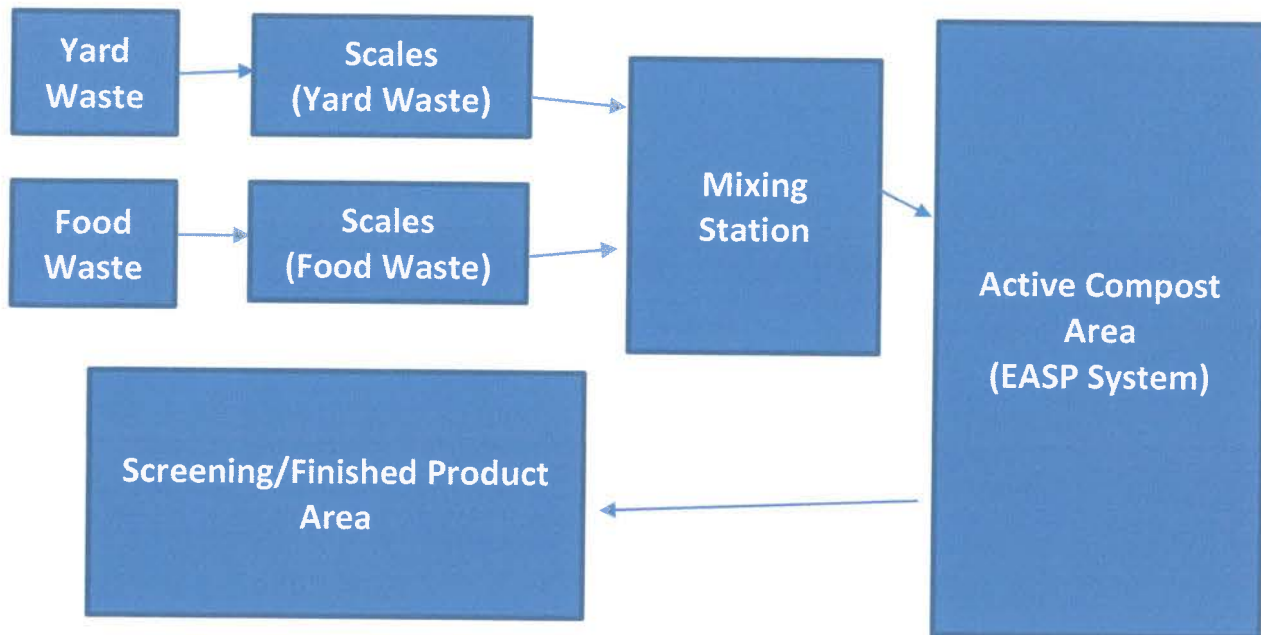 Yard
Waste
Scales
(Yard Waste)
Food
Waste
Scales
(Food Waste)
Mixing
Station
Active Compost
Area
(EASP System)
Screening/Finished Product
Area